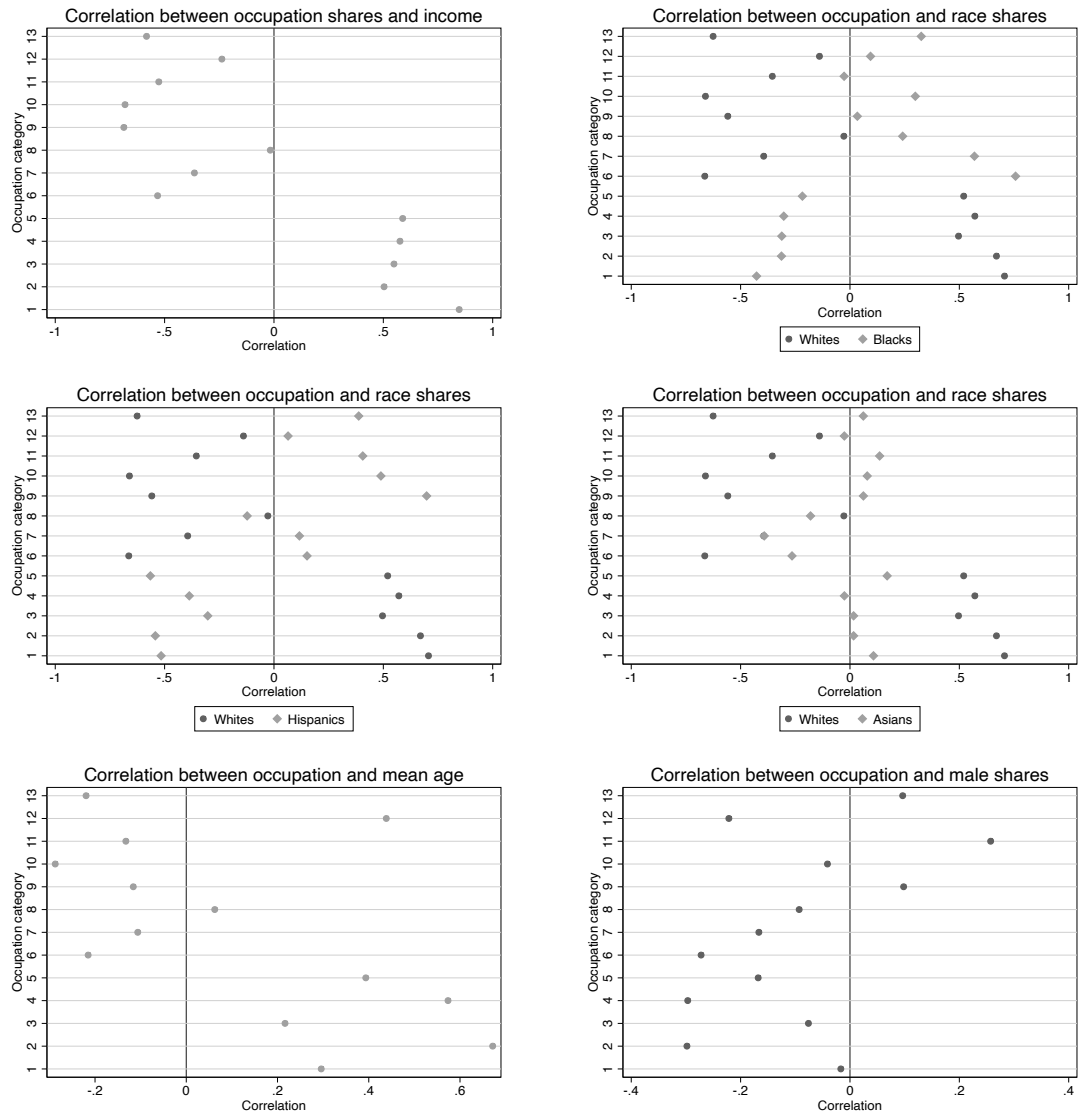 Correlation between occupation shares and income
Occupation category
13
12
11
10
9
8
7
6
5
4
3
2
1
-1 -.5 0 .5 1
Correlation
Correlation between occupation and race shares
Occupation category
13
12
11
10
9
8
7
6
5
4
3
2
1
-1 -.5 0 .5 1
Correlation
Whites Blacks
Correlation between occupation and race shares
Occupation category
13
12
11
10
9
8
7
6
5
4
3
2
1
-1 -.5 0 .5 1
Correlation
Whites Hispanics
Correlation between occupation and race shares
Occupation category
13
12
11
10
9
8
7
6
5
4
3
2
1
-1 -.5 0 .5 1
Correlation
Whites Asians
Correlation between occupation and mean age
Occupation category
13
12
11
10
9
8
7
6
5
4
3
2
1
-.2 0 .2 .4 .6
Correlation
Correlation between occupation and male shares
Occupation category
13
12
11
10
9
8
7
6
5
4
3
2
1
-.4 -.2 0 .2 .4
Correlation